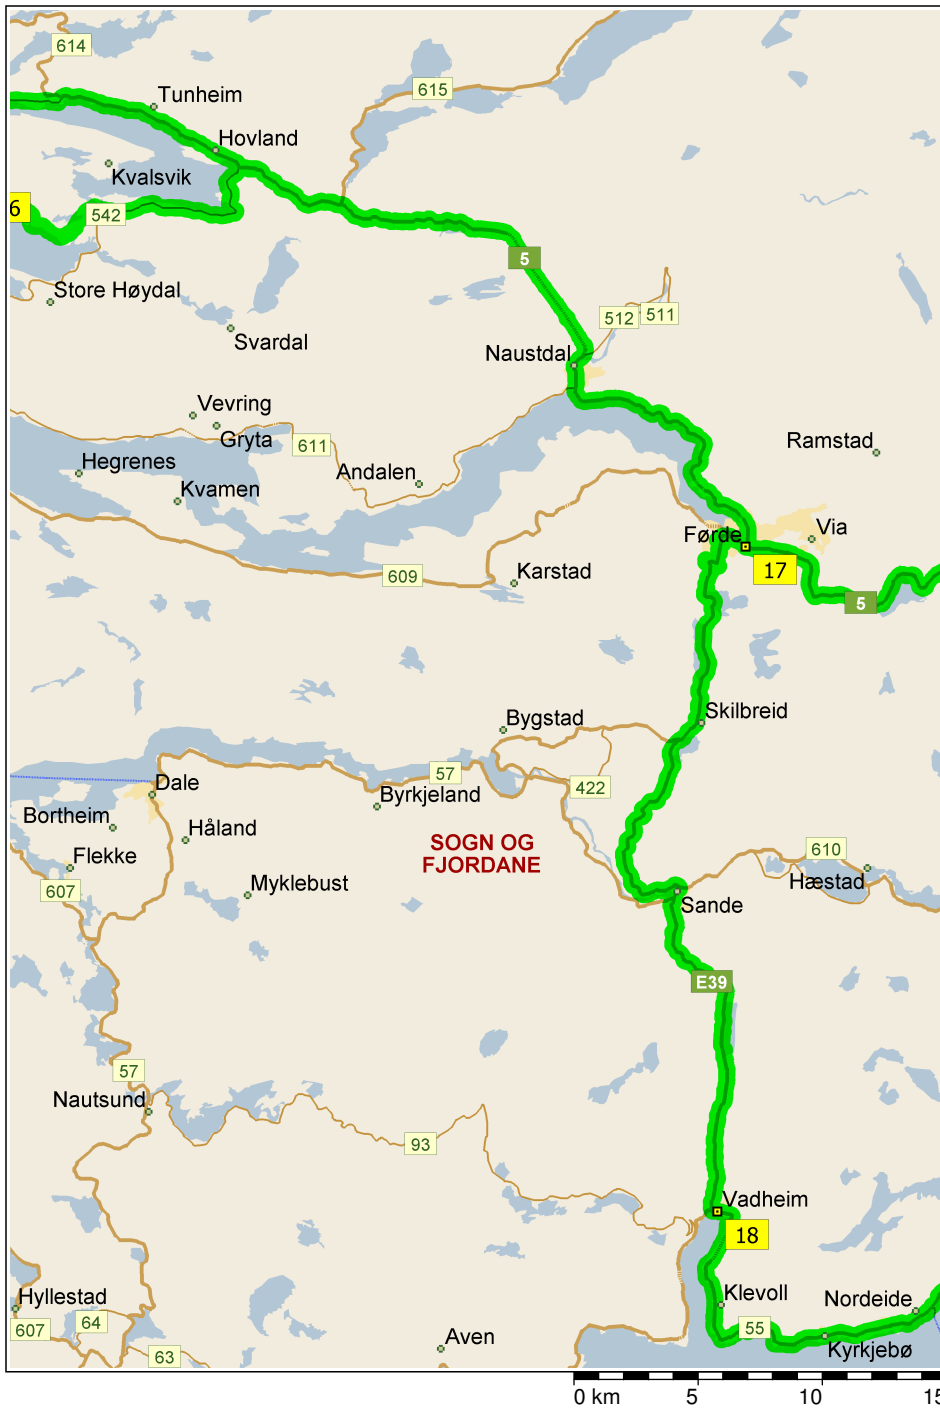 614
615
Tunheim
Hovland
Kvalsvik
6
542
5
Store Høydal
512
511
Svardal
Naustdal
Vevring
Gryta
611
Ramstad
Hegrenes
Andalen
Kvamen
Via
Førde
17
609
Karstad
5
Skilbreid
Bygstad
57
Dale
422
Byrkjeland
Bortheim
Håland
SOGN OG
FJORDANE
610
Flekke
Hæstad
607
Myklebust
Sande
E39
57
Nautsund
93
Vadheim
18
Klevoll
Hyllestad
Nordeide
64
607
55
Aven
Kyrkjebø
63
0 km
5
10
15